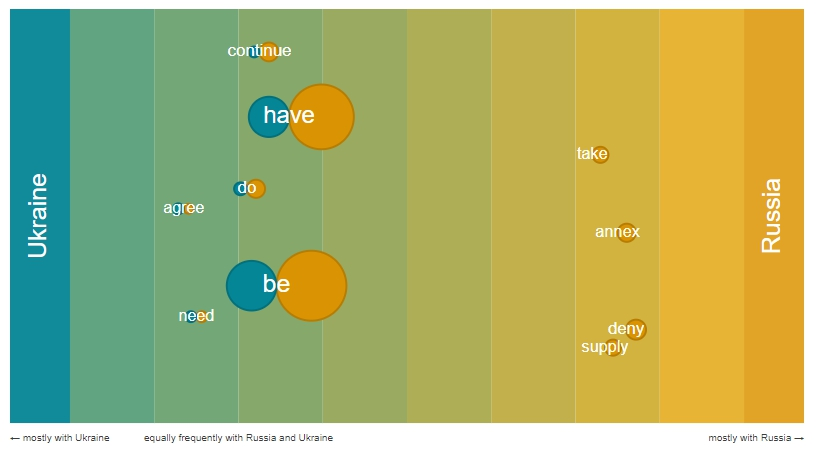 continue
have
take
do
agree
Ukraine
Russia
annex
be
need
deny
supply
← mostly with Ukraine
equally frequently with Russia and Ukraine
mostly with Russia →